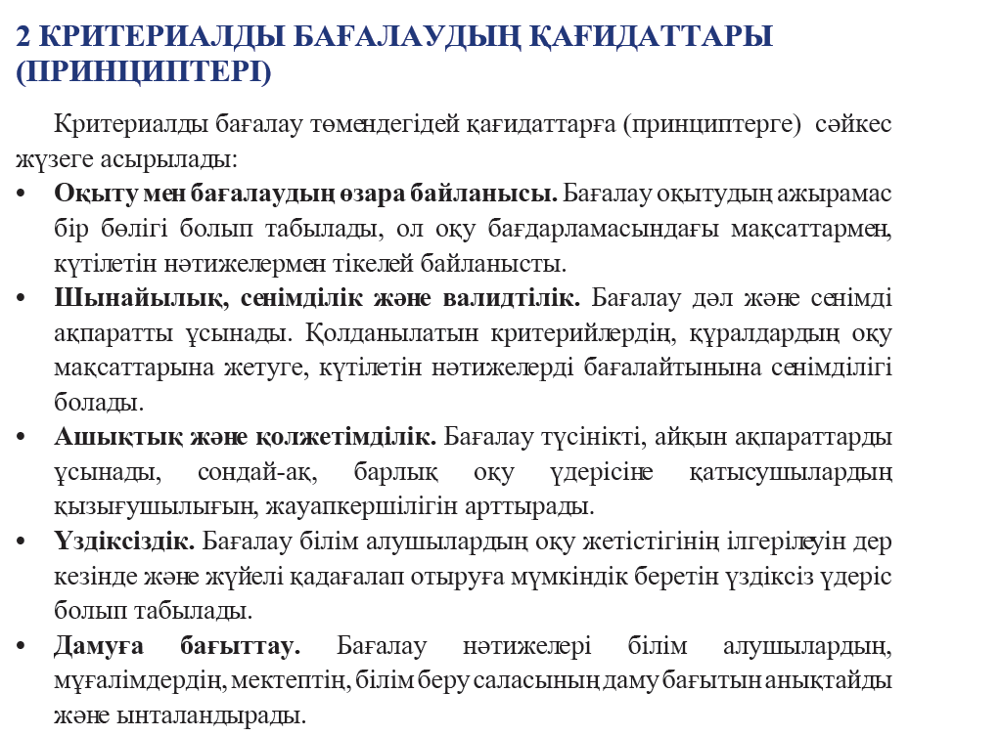 2 КРИТЕРИАЛДЫ БАҒАЛАУДЫҢ ҚАҒИДАТТАРЫ
(ПРИНЦИПТЕРІ)
Критериалды бағалау төмендегідей қағидаттарға (принциптерге) сәйкес
жүзеге асырылады:
• Оқыту мен бағалаудың өзара байланысы. Бағалау оқытудың ажырамас
бір бөлігі болып табылады, ол оқу бағдарламасындағы мақсаттармен,
күтілетін нәтижелермен тікелей байланысты.
• Шынайылық, сенімділік және валидтілік. Бағалау дәл және сенімді
ақпаратты ұсынады. Қолданылатын критерийлердің, құралдардың оқу
мақсаттарына жетуге, күтілетін нәтижелерді бағалайтынына сенімділігі
болады.
• Ашықтық және қолжетімділік. Бағалау түсінікті, айқын ақпараттарды
ұсынады, сондай-ақ, барлық оқу үдерісіне қатысушылардың
қызығушылығын, жауапкершілігін арттырады.
• Үздіксіздік. Бағалау білім алушылардың оқу жетістігінің ілгерілеуін дер
кезінде және жүйелі қадағалап отыруға мүмкіндік беретін үздіксіз үдеріс
болып табылады.
• Дамуға бағыттау. Бағалау нәтижелері білім алушылардың,
мұғалімдердің, мектептің, білім беру саласының даму бағытын анықтайды
және ынталандырады.